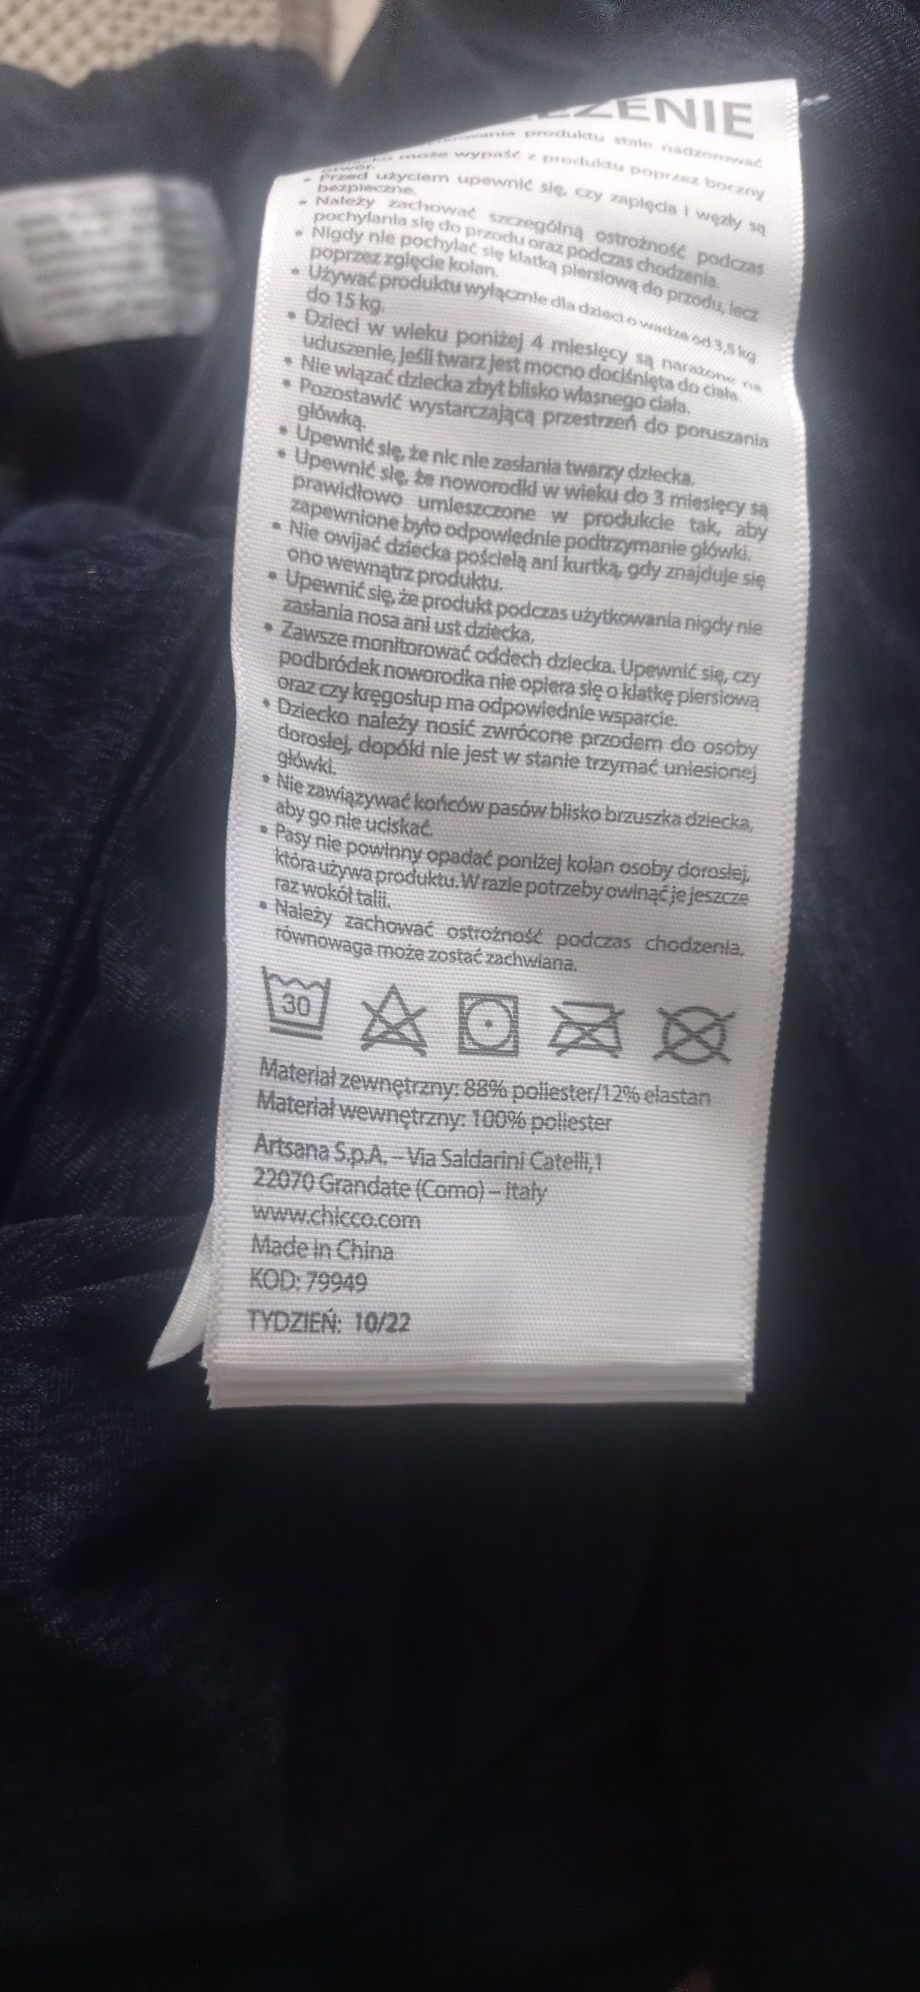 ZENIE
produktu stale nadzorować
może wypaść z produktu poprzez boczny
otwór.
• Przed użyciem upewnić się, czy zapięcia i węzły są
bezpieczne.
• Należy zachować szczególną ostrożność podczas
pochylania się do przodu oraz podczas chodzenia.
• Nigdy nie pochylać się klatką piersiową do przodu, lecz
poprzez zgięcie kolan.
• Używać produktu wyłącznie dla dzieci o wadze od 3,5 kg
do 15 kg.
• Dzieci w wieku poniżej 4 miesięcy są narażone na
uduszenie, jeśli twarz jest mocno dociśnięta do ciała.
• Nie wiązać dziecka zbyt blisko własnego ciała.
• Pozostawić wystarczającą przestrzeń do poruszania
główką.
• Upewnić się, że nic nie zasłania twarzy dziecka.
• Upewnić się, że noworodki w wieku do 3 miesięcy są
prawidłowo umieszczone w produkcie tak, aby
zapewnione było odpowiednie podtrzymanie główki.
• Nie owijać dziecka pościelą ani kurtką, gdy znajduje się
ono wewnątrz produktu.
• Upewnić się, że produkt podczas użytkowania nigdy nie
zasłania nosa ani ust dziecka.
• Zawsze monitorować oddech dziecka. Upewnić się, czy
podbródek noworodka nie opiera się o klatkę piersiową
oraz czy kręgosłup ma odpowiednie wsparcie.
• Dziecko należy nosić zwrócone przodem do osoby
dorosłej, dopóki nie jest w stanie trzymać uniesionej
główki.
• Nie zawiązywać końców pasów blisko brzuszka dziecka,
aby go nie uciskać.
• Pasy nie powinny opadać poniżej kolan osoby dorosłej,
która używa produktu. W razie potrzeby owinąć je jeszcze
raz wokół talii.
• Należy zachować ostrożność podczas chodzenia,
równowaga może zostać zachwiana.
30
Materiał zewnętrzny: 88% poliester/12% elastan
Materiał wewnętrzny: 100% poliester
Artsana S.p.A. – Via Saldarini Catelli,1
22070 Grandate (Como) – Italy
www.chicco.com
Made in China
KOD: 79949
TYDZIEŃ: 10/22